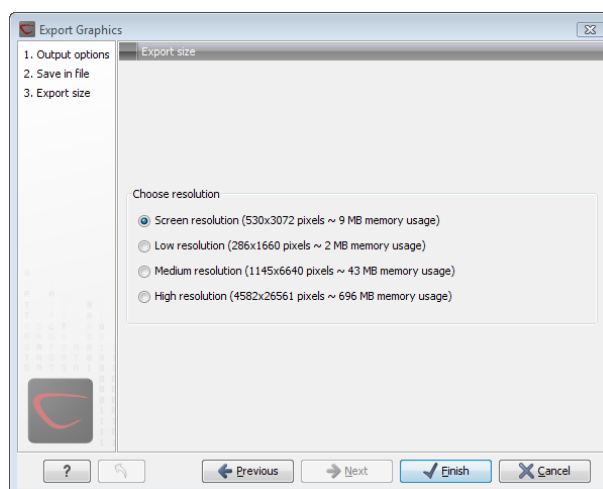 Export Graphics
1. Output options
2. Save in file
3. Export size
Export size
Choose resolution
Screen resolution (530x3072 pixels ~ 9 MB memory usage)
Low resolution (286x1660 pixels ~ 2 MB memory usage)
Medium resolution (1145x6640 pixels ~ 43 MB memory usage)
High resolution (4582x26561 pixels ~ 696 MB memory usage)
? Previous Next Finish Cancel